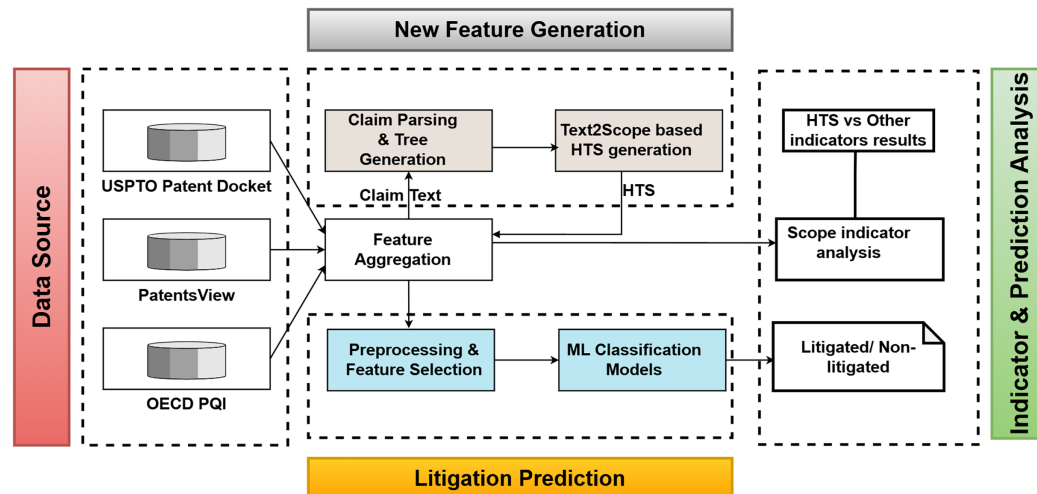 New Feature Generation
Data Source
USPTO Patent Docket
PatentsView
OECD PQI
Claim Parsing
& Tree
Generation
Text2Scope based
HTS generation
Claim Text
HTS
Feature
Aggregation
Preprocessing &
Feature Selection
ML Classification
Models
HTS vs Other
indicators results
Scope indicator
analysis
Litigated/ Non-
litigated
Indicator & Prediction Analysis
Litigation Prediction